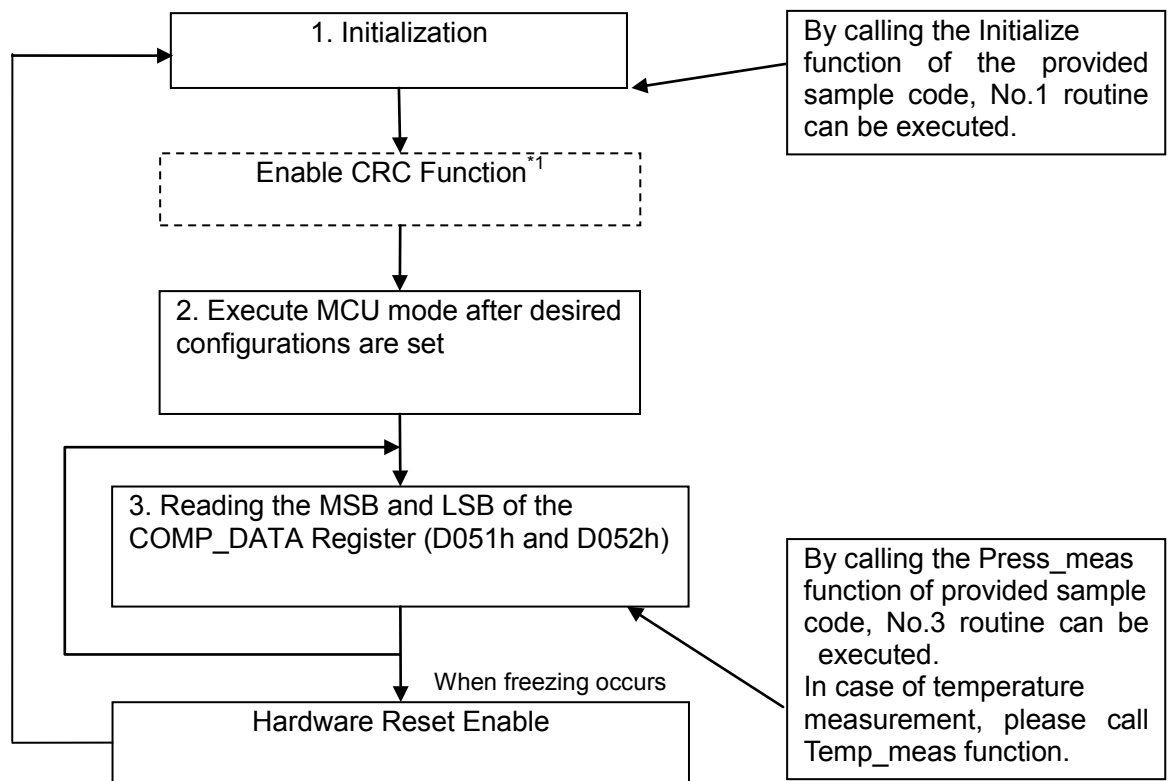 1. Initialization
By calling the Initialize
function of the provided
sample code, No.1 routine
can be executed.
Enable CRC Function*1
2. Execute MCU mode after desired
configurations are set
3. Reading the MSB and LSB of the
COMP_DATA Register (D051h and D052h)
By calling the Press_meas
function of provided sample
code, No.3 routine can be
executed.
In case of temperature
measurement, please call
Temp_meas function.
When freezing occurs
Hardware Reset Enable